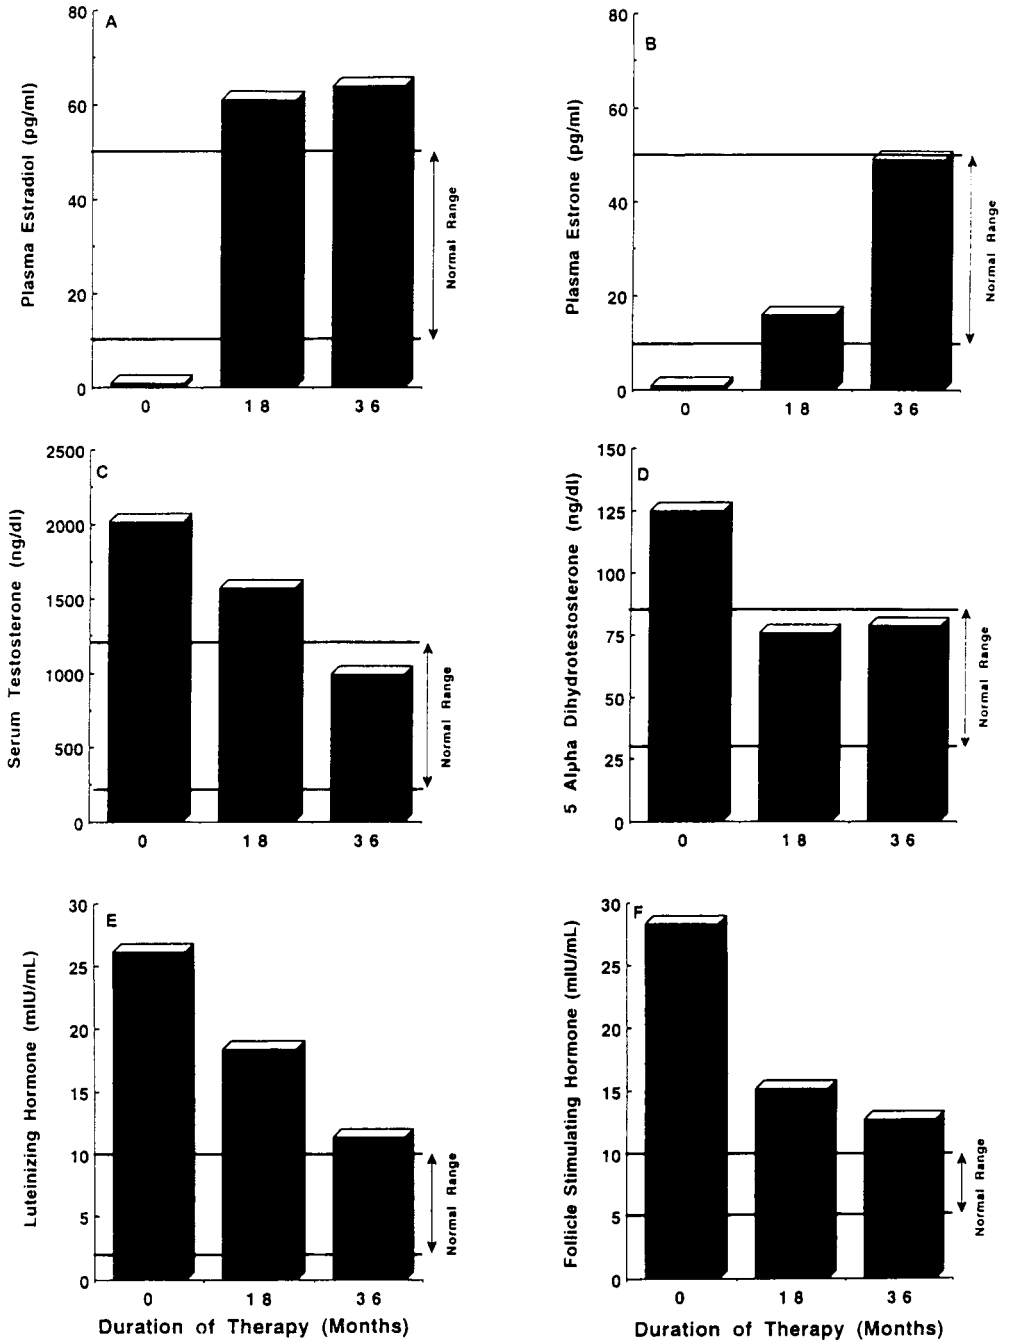 A
Plasma Estradiol (pg/ml)
80
60
40
20
0
0 18 36
Normal Range
B
Plasma Estrone (pg/ml)
80
60
40
20
0
0 18 36
Normal Range
C
Serum Testosterone (ng/dl)
2500
2000
1500
1000
500
0
0 18 36
Normal Range
D
5 Alpha Dihydrotestosterone (ng/dl)
150
125
100
75
50
25
0
0 18 36
Normal Range
E
Luteinizing Hormone (mIU/mL)
30
25
20
15
10
5
0
0 18 36
Normal Range
Duration of Therapy (Months)
F
Follicle Stimulating Hormone (mIU/mL)
30
25
20
15
10
5
0
0 18 36
Normal Range
Duration of Therapy (Months)